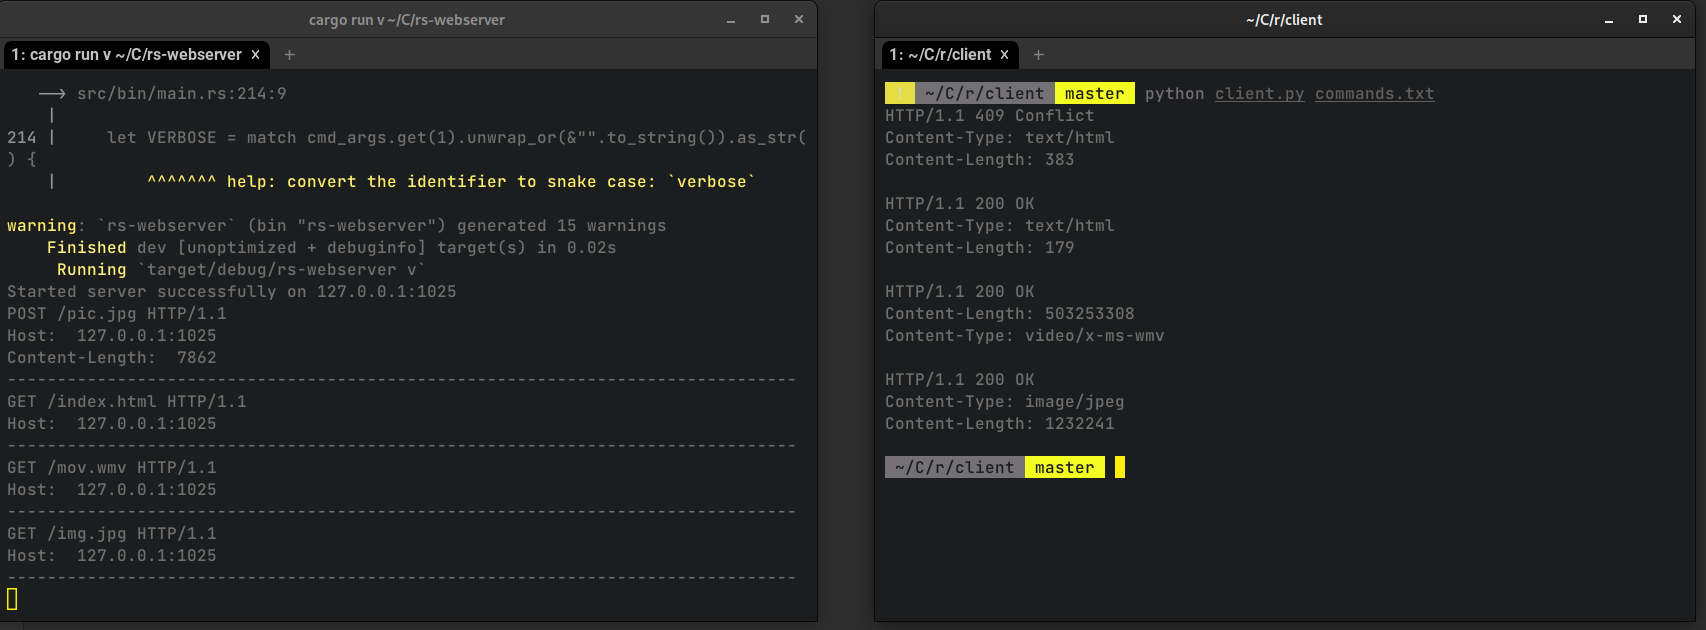 cargo run v ~/C/rs-webserver
1: cargo run v ~/C/rs-webserver × +
--> src/bin/main.rs:214:9
|
214 | let VERBOSE = match cmd_args.get(1).unwrap_or(&"".to_string()).as_str(
) {
| ^^^^^^^ help: convert the identifier to snake case: `verbose`
warning: `rs-webserver` (bin "rs-webserver") generated 15 warnings
Finished dev [unoptimized + debuginfo] target(s) in 0.02s
Running `target/debug/rs-webserver v`
Started server successfully on 127.0.0.1:1025
POST /pic.jpg HTTP/1.1
Host:  127.0.0.1:1025
Content-Length:  7862
-------------------------------------------------------------------------------
GET /index.html HTTP/1.1
Host:  127.0.0.1:1025
-------------------------------------------------------------------------------
GET /mov.wmv HTTP/1.1
Host:  127.0.0.1:1025
-------------------------------------------------------------------------------
GET /img.jpg HTTP/1.1
Host:  127.0.0.1:1025
-------------------------------------------------------------------------------
~/C/r/client
1: ~/C/r/client × +
! ~/C/r/client master python client.py commands.txt
HTTP/1.1 409 Conflict
Content-Type: text/html
Content-Length: 383
HTTP/1.1 200 OK
Content-Type: text/html
Content-Length: 179
HTTP/1.1 200 OK
Content-Length: 503253308
Content-Type: video/x-ms-wmv
HTTP/1.1 200 OK
Content-Type: image/jpeg
Content-Length: 1232241
~/C/r/client master